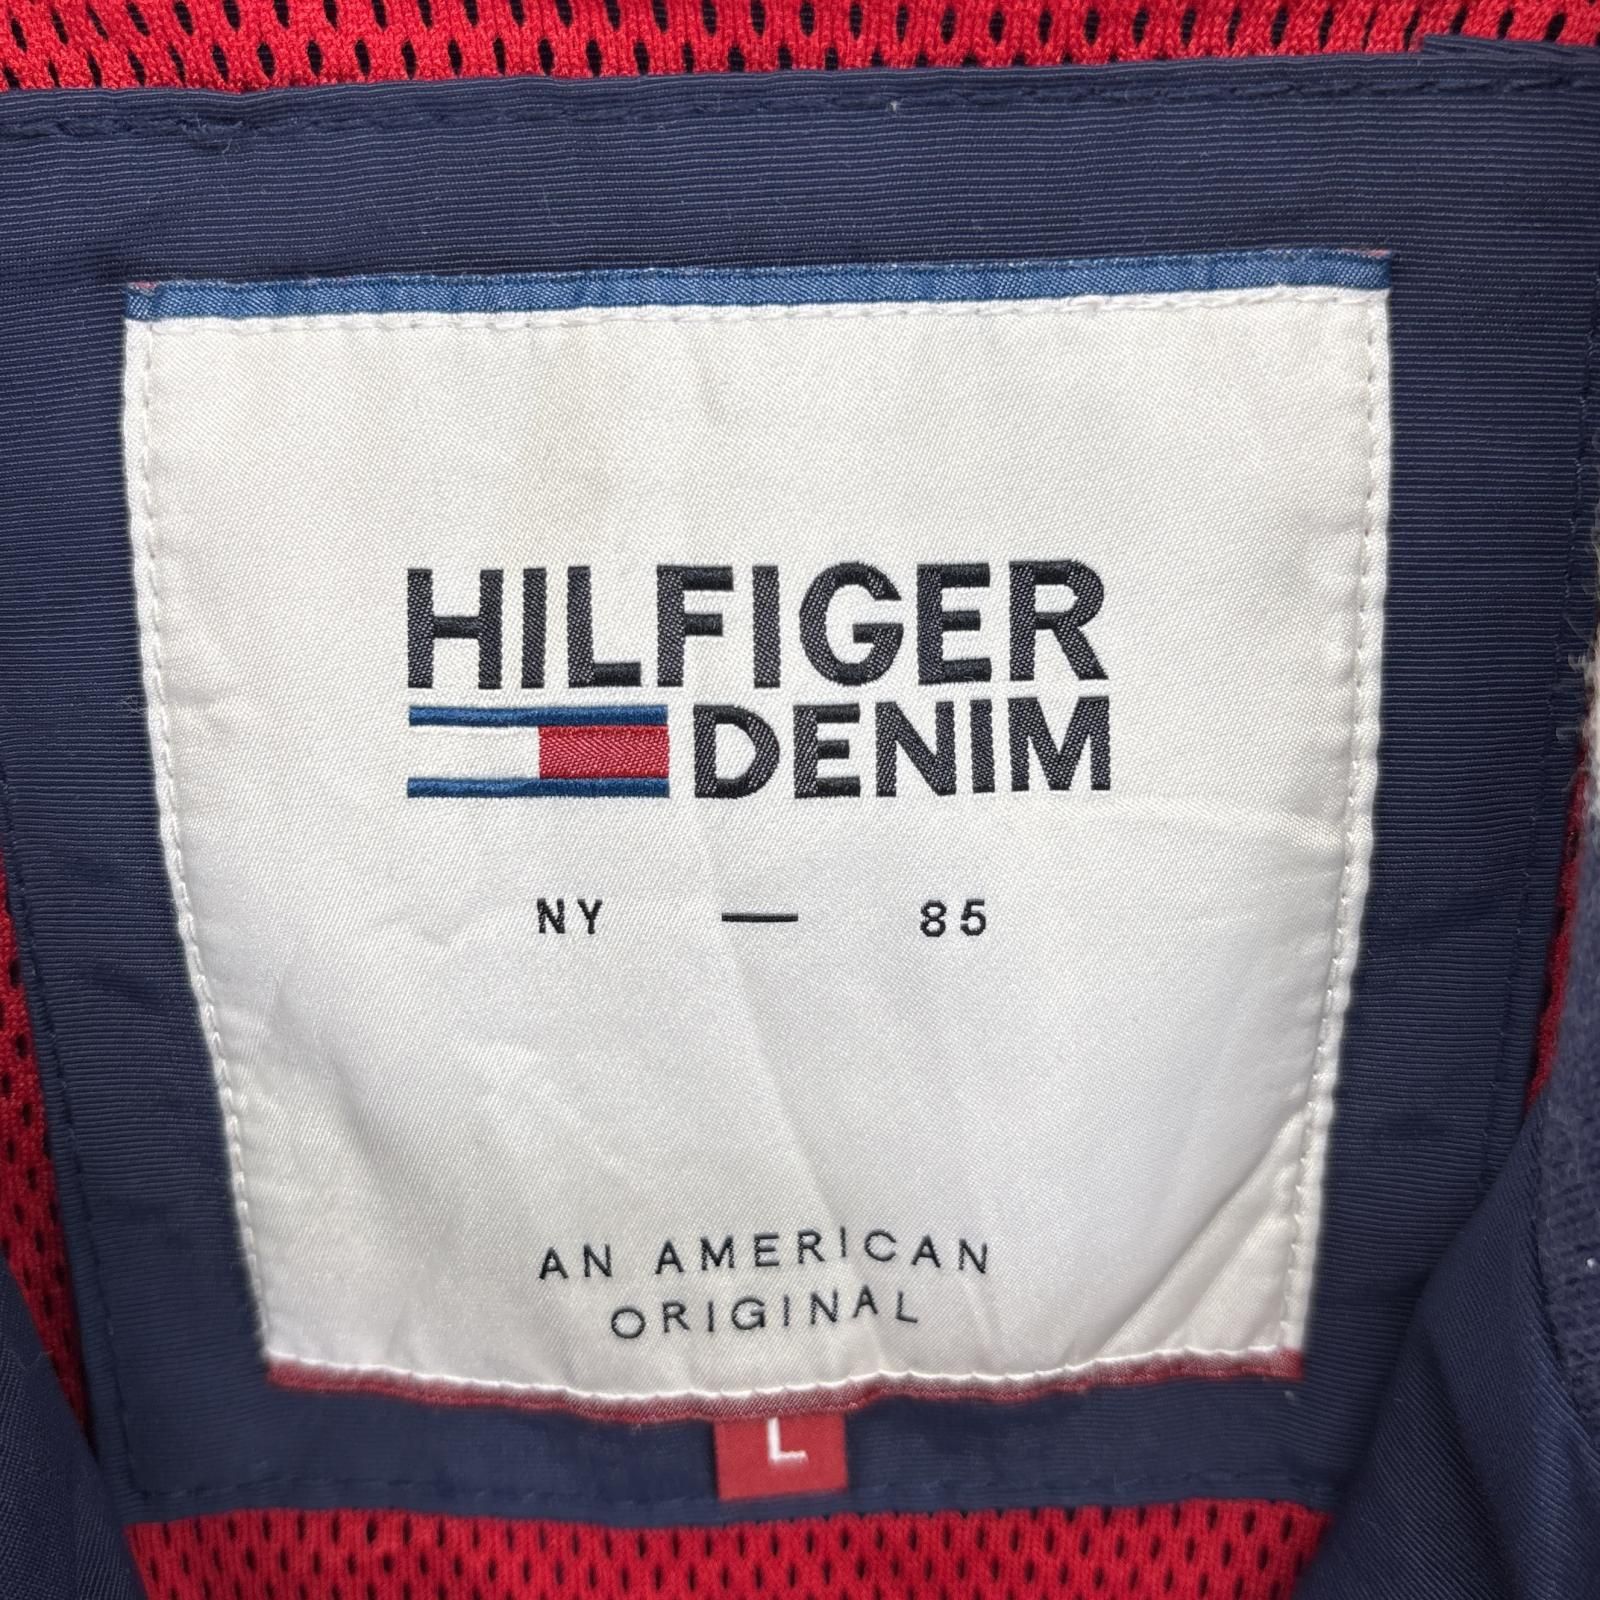 HILFIGER
DENIM
NY — 85
AN AMERICAN
ORIGINAL
L